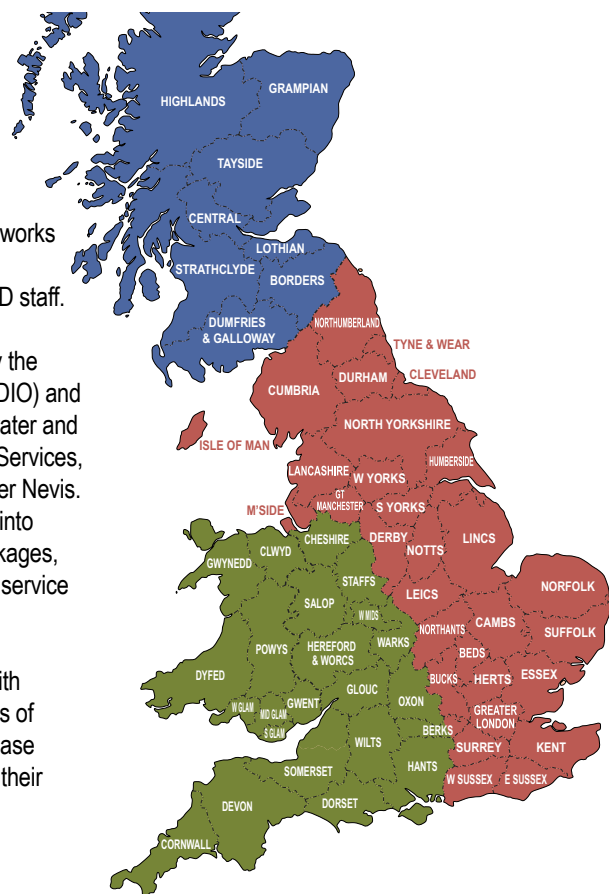 works
D staff.
y the
DIO) and
ater and
Services,
er Nevis.
into
kages,
service
ith
s of
ase
their
HIGHLANDS
GRAMPIAN
TAYSIDE
CENTRAL
LOTHIAN
STRATHCLYDE
BORDERS
DUMFRIES
& GALLOWAY
NORTHUMBERLAND
TYNE & WEAR
CLEVELAND
DURHAM
CUMBRIA
NORTH YORKSHIRE
ISLE OF MAN
HUMBERSIDE
LANCASHIRE
W YORKS
GT
MANCHESTER
S YORKS
M'SIDE
CHESHIRE
DERBY
NOTTS
LINCS
GWYNEDD
CLWYD
STAFFS
LEICS
NORFOLK
SALOP
W MIDS
NORTHANTS
CAMBS
SUFFOLK
POWYS
HEREFORD
& WORCS
WARKS
BEDS
DYFED
BUCKS
HERTS
ESSEX
W GLAM
MID GLAM
S GLAM
GWENT
GLOUC
OXON
GREATER
LONDON
BERKS
WILTS
SURREY
KENT
HANTS
SOMERSET
W SUSSEX
E SUSSEX
DEVON
DORSET
CORNWALL